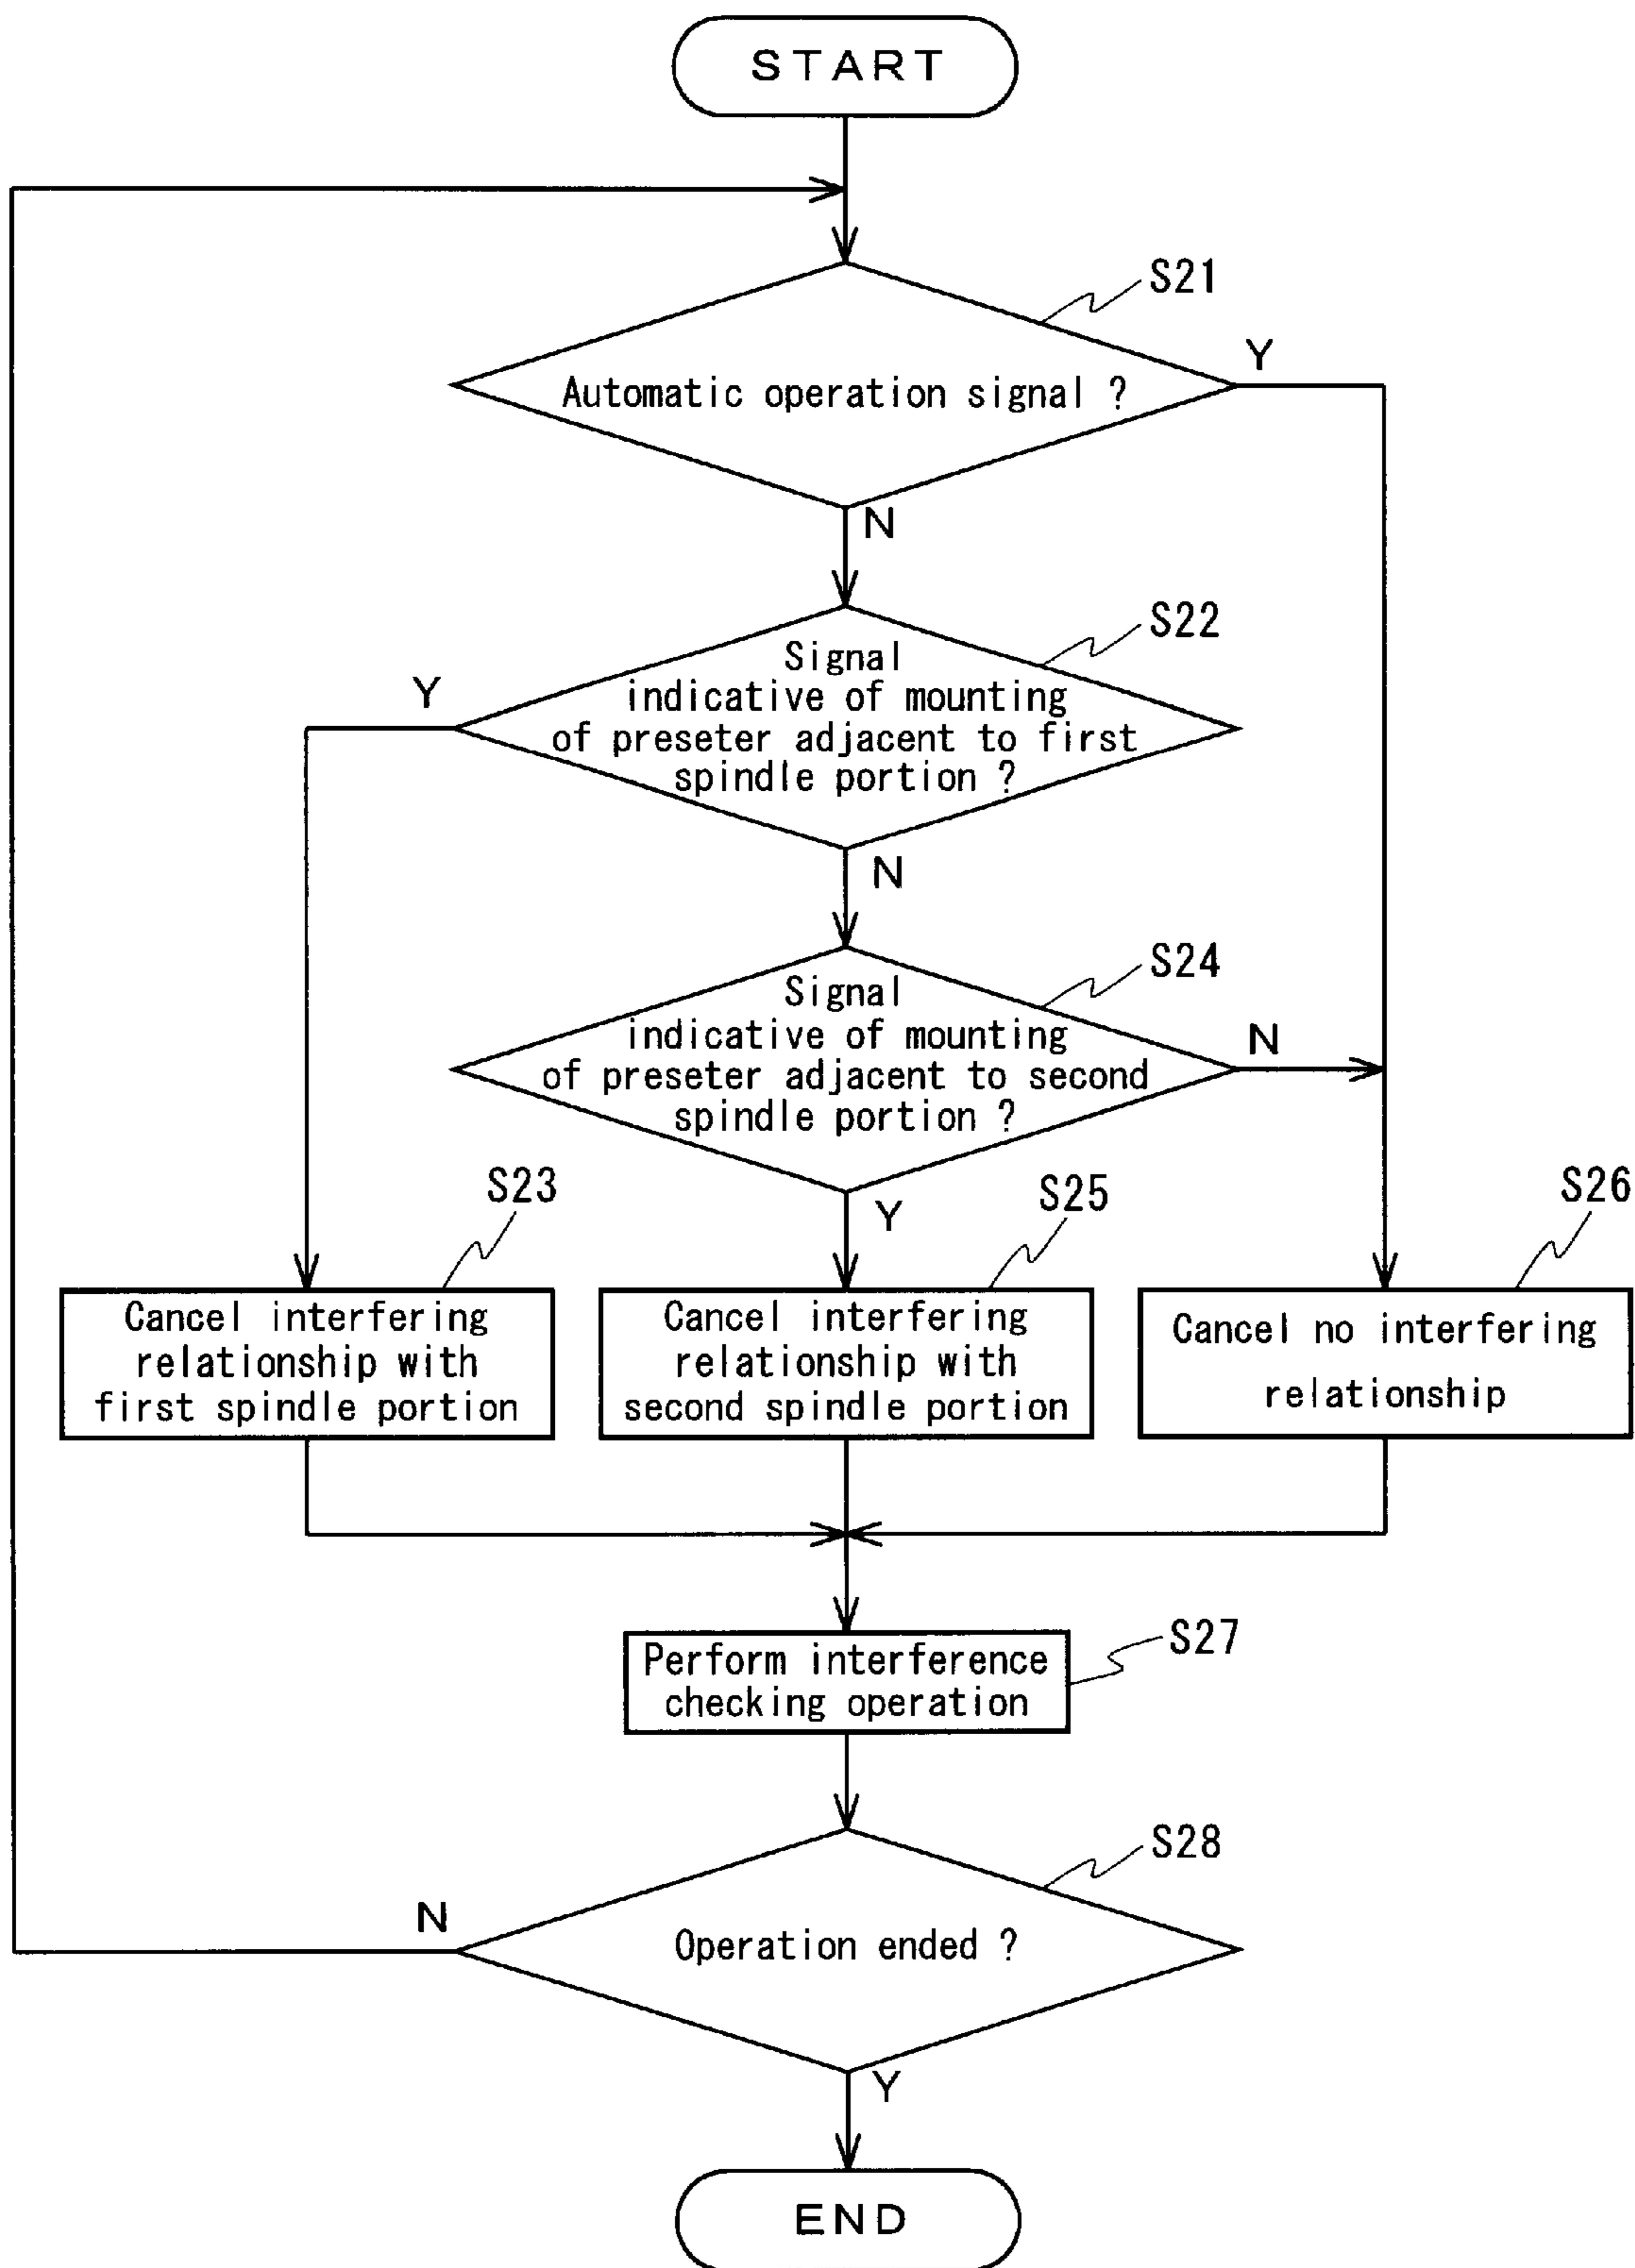 START
S21
Y
Automatic operation signal ?
N
S22
Y
Signal
indicative of mounting
of preseter adjacent to first
spindle portion ?
N
S24
Signal
indicative of mounting
of preseter adjacent to second
spindle portion ?
N
Y
S23
S25
S26
Cancel interfering
relationship with
first spindle portion
Cancel interfering
relationship with
second spindle portion
Cancel no interfering
relationship
S27
Perform interference
checking operation
S28
N
Operation ended ?
Y
END